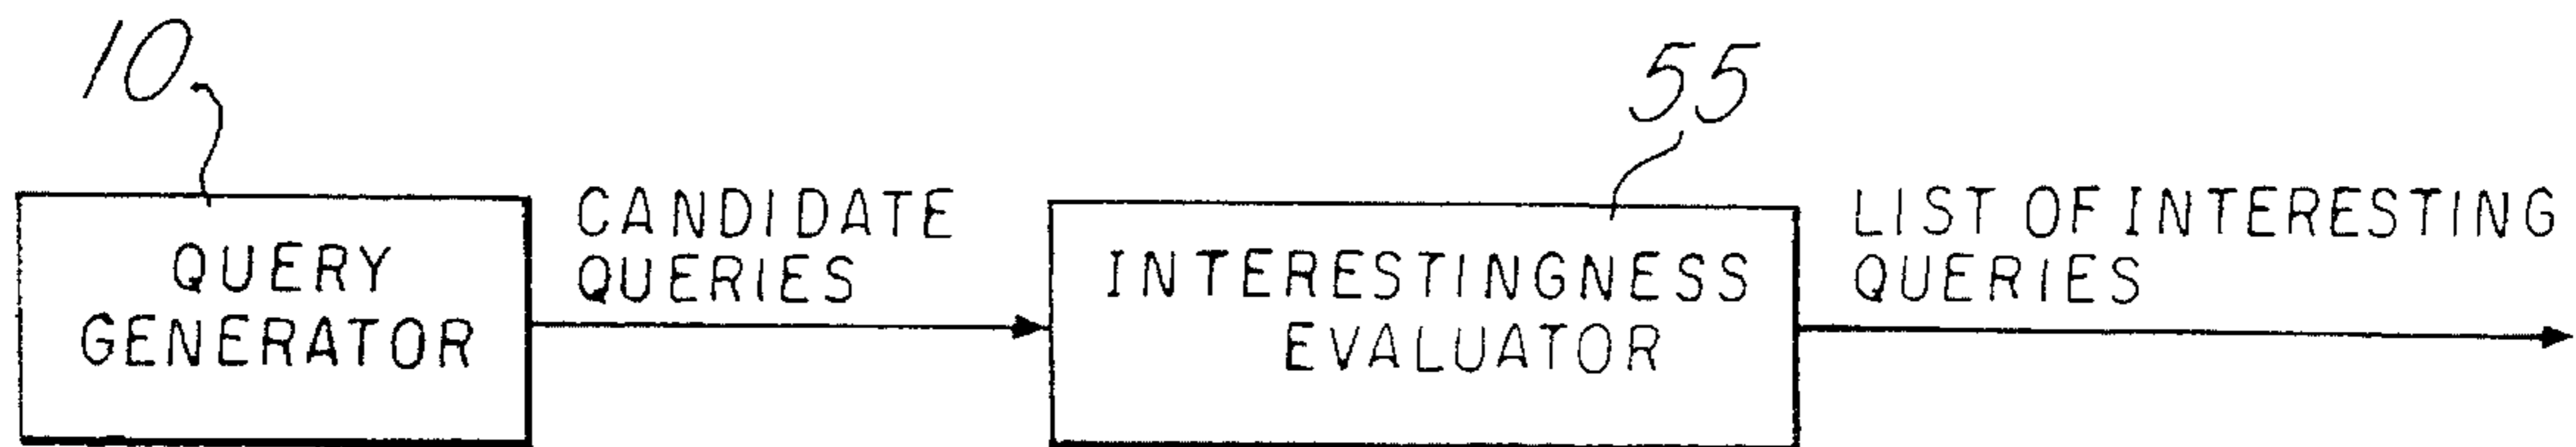 10
55
QUERY
GENERATOR
CANDIDATE
QUERIES
INTERESTINGNESS
EVALUATOR
LIST OF INTERESTING
QUERIES